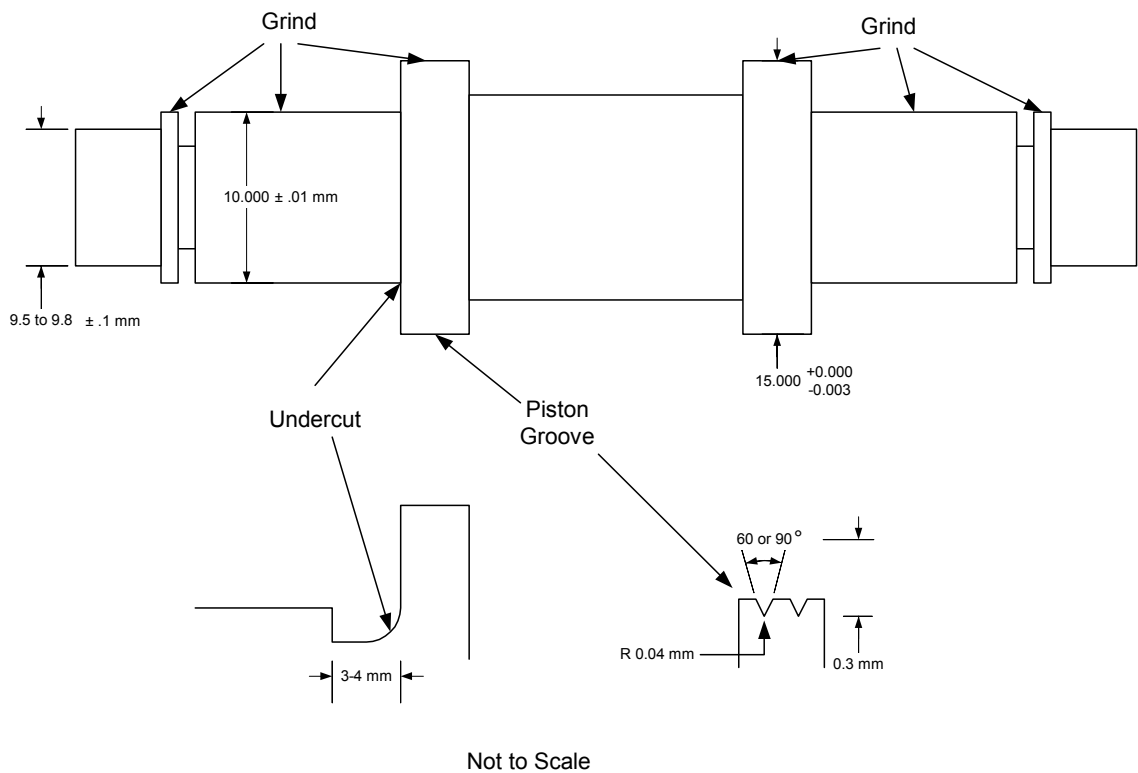 Grind
Grind
10.000 ± .01 mm
9.5 to 9.8 ± .1 mm
15.000 +0.000
-0.003
Undercut
Piston
Groove
60 or 90°
R 0.04 mm
0.3 mm
3-4 mm
Not to Scale